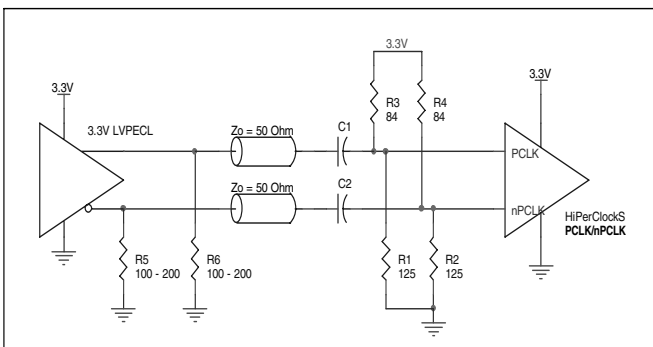 3.3V
3.3V
3.3V
3.3V LVPECL
R3
84
R4
84
Zo = 50 Ohm
C1
PCLK
Zo = 50 Ohm
C2
nPCLK
HiPerClockS
PCLK/nPCLK
R5
100 - 200
R6
100 - 200
R1
125
R2
125